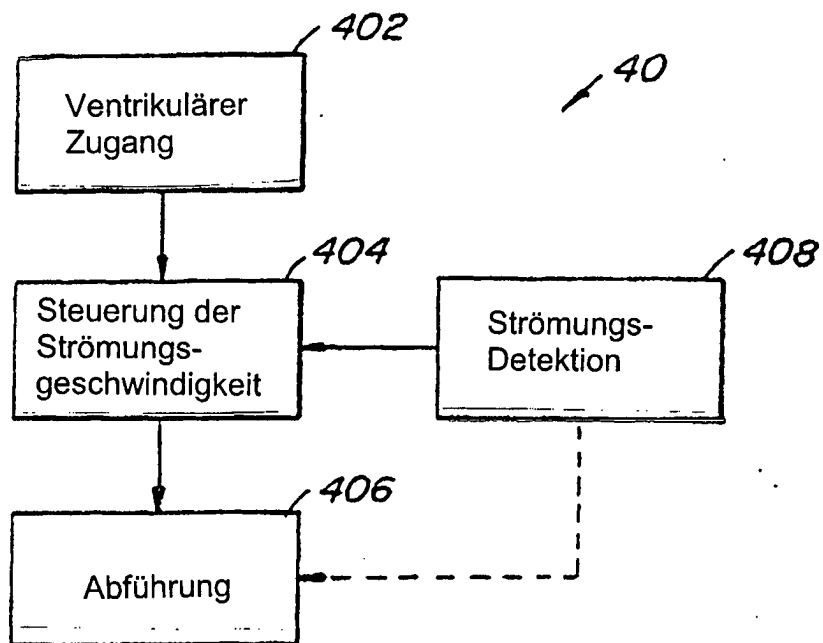 402
Ventrikulärer
Zugang
40
404
Steuerung der
Strömungs-
geschwindigkeit
408
Strömungs-
Detektion
406
Abführung